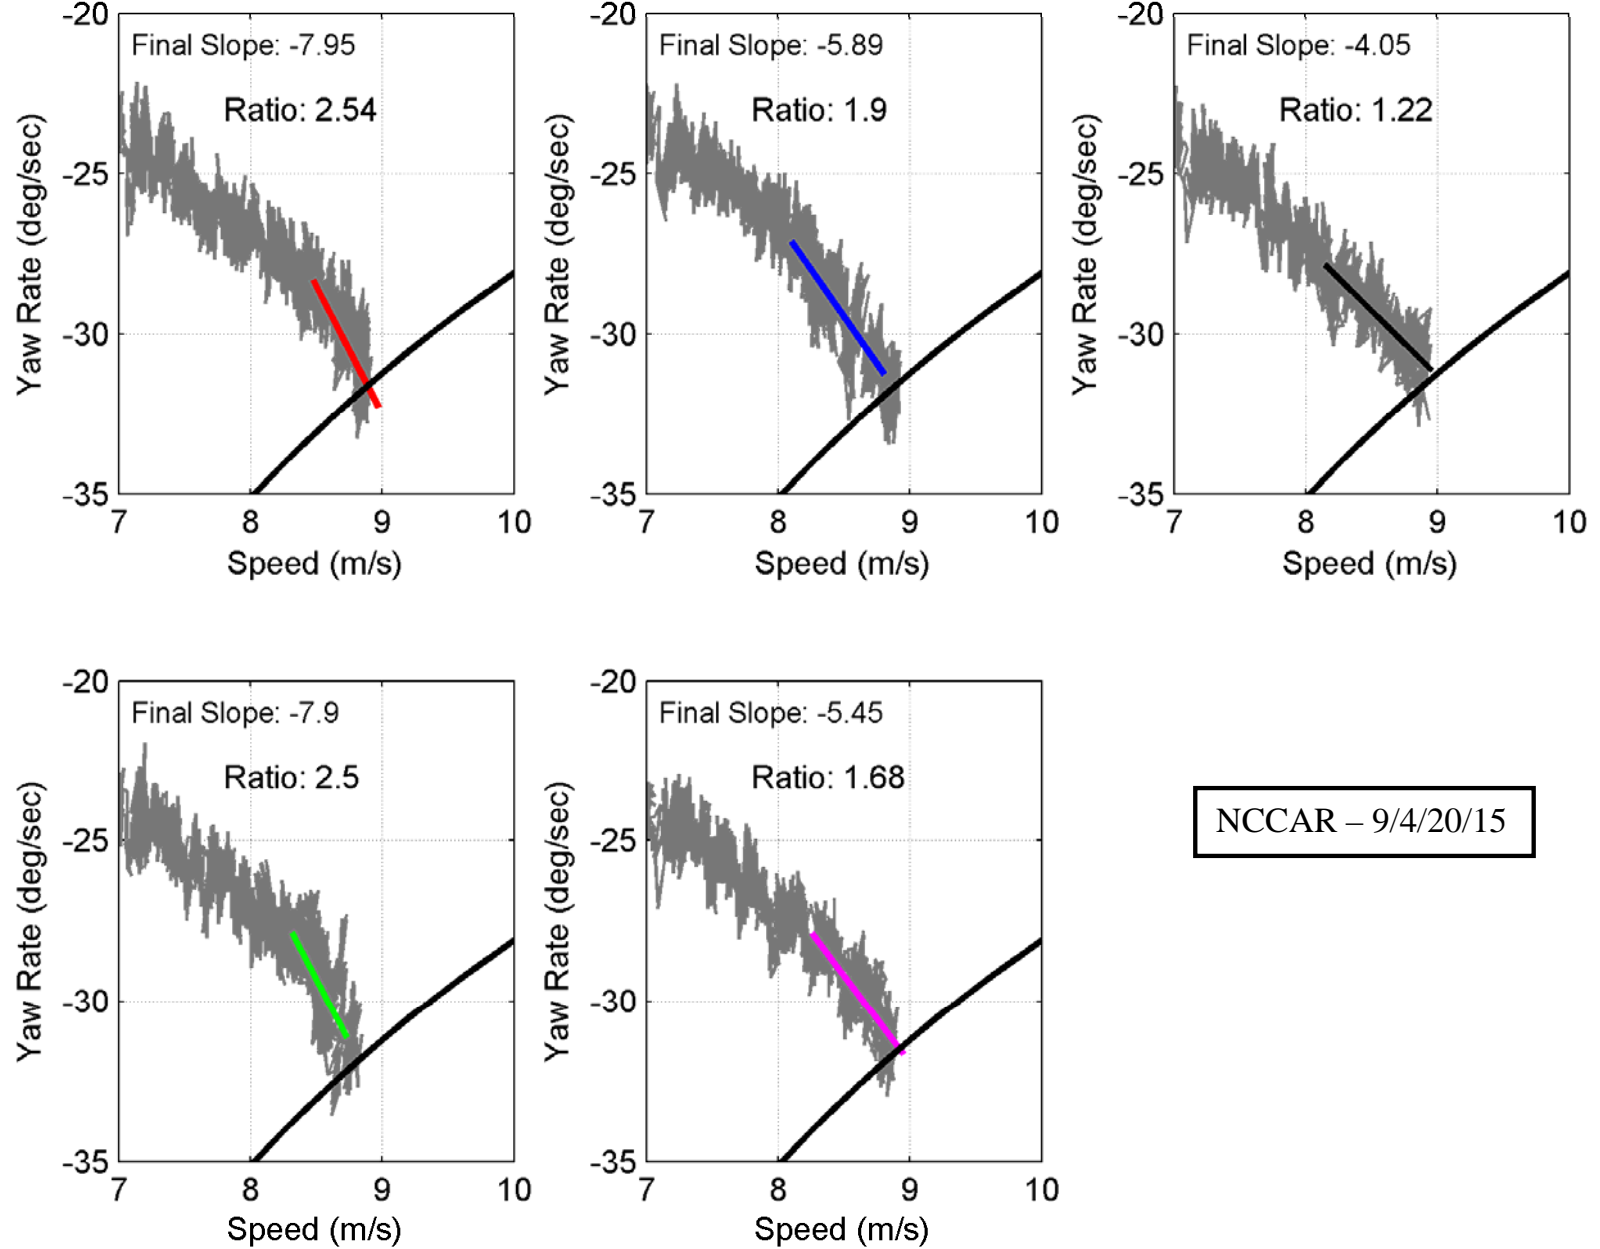 Final Slope: -7.95
Ratio: 2.54
-20
-25
-30
-35
Yaw Rate (deg/sec)
7 8 9 10
Speed (m/s)
Final Slope: -5.89
Ratio: 1.9
-20
-25
-30
-35
Yaw Rate (deg/sec)
7 8 9 10
Speed (m/s)
Final Slope: -4.05
Ratio: 1.22
-20
-25
-30
-35
Yaw Rate (deg/sec)
7 8 9 10
Speed (m/s)
Final Slope: -7.9
Ratio: 2.5
-20
-25
-30
-35
Yaw Rate (deg/sec)
7 8 9 10
Speed (m/s)
Final Slope: -5.45
Ratio: 1.68
-20
-25
-30
-35
Yaw Rate (deg/sec)
7 8 9 10
Speed (m/s)
NCCAR – 9/4/20/15